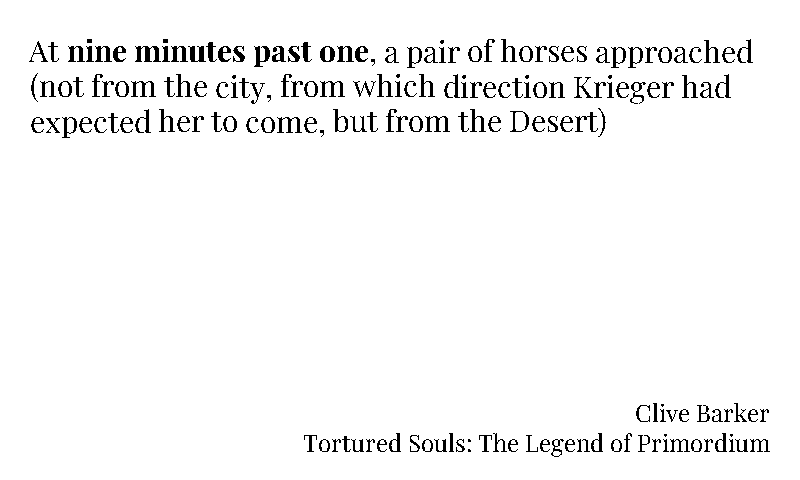 At nine minutes past one, a pair of horses approached
(not from the city, from which direction Krieger had
expected her to come, but from the Desert)
Clive Barker
Tortured Souls: The Legend of Primordium